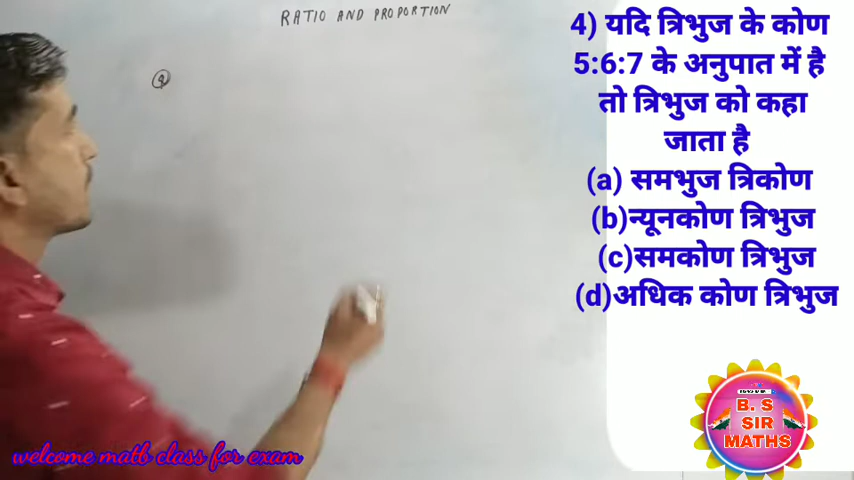 RATIO AND PROPORTION
4) यदि त्रिभुज के कोण
5:6:7 के अनुपात में है
तो त्रिभुज को कहा
जाता है
(a) समभुज त्रिकोण
(b)न्यूनकोण त्रिभुज
(c)समकोण त्रिभुज
(d)अधिक कोण त्रिभुज
B. S
SIR
MATHS
welcome matb class for exam